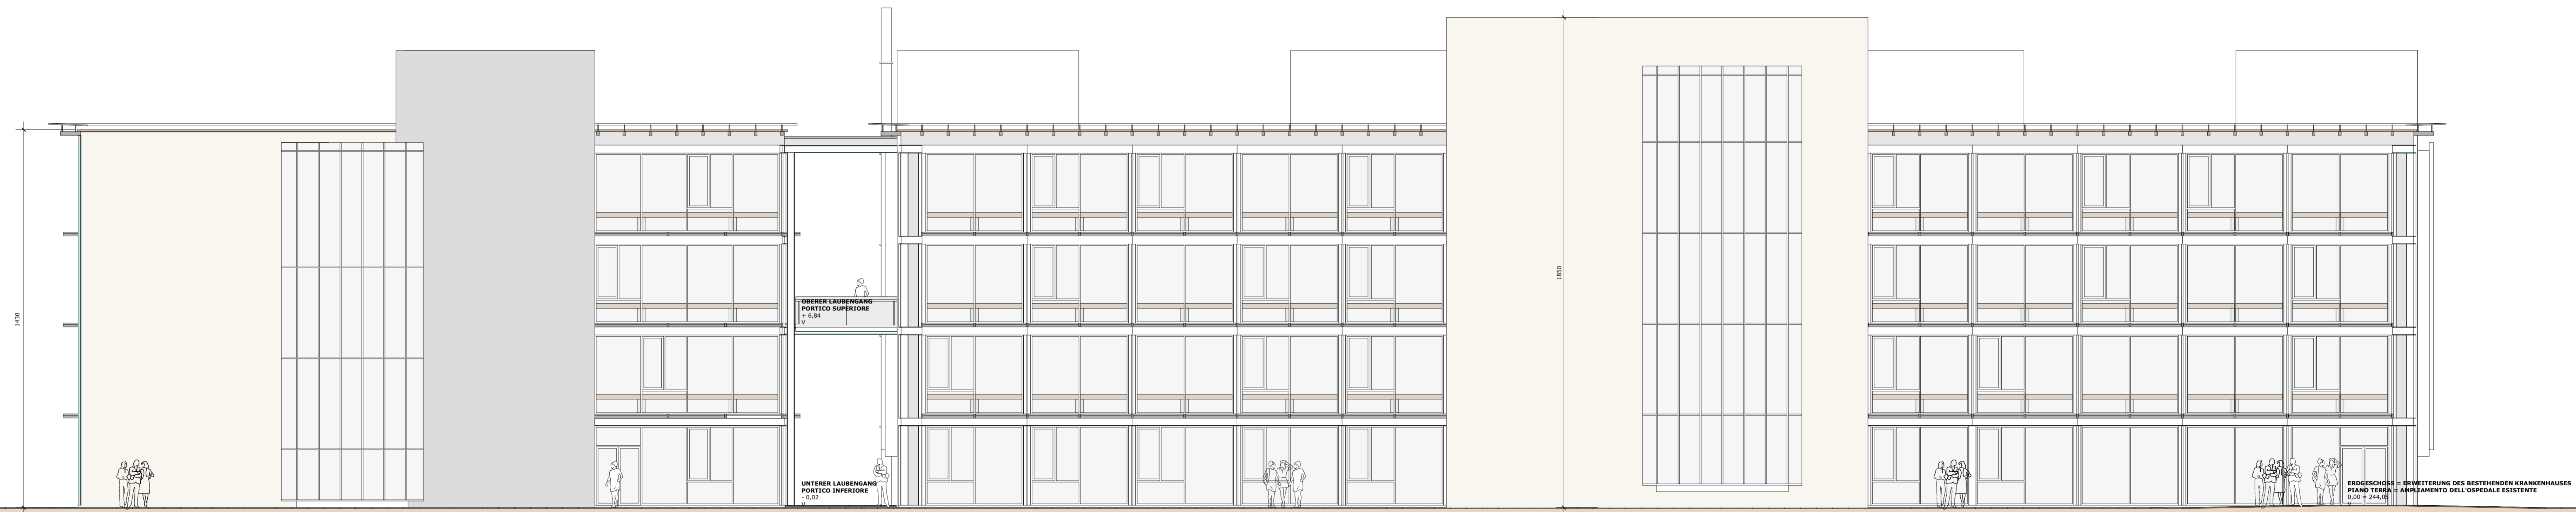 1430
OBERER LAUBENGANG
PORTICO SUPERIORE
+ 6,84
V
UNTERER LAUBENGANG
PORTICO INFERIORE
- 0,02
V
1850
ERDGESCHOSS = ERWEITERUNG DES BESTEHENDEN KRANKENHAUSES
PIANO TERRA = AMPLIAMENTO DELL'OSPEDALE ESISTENTE
0,00 = 244,05
V